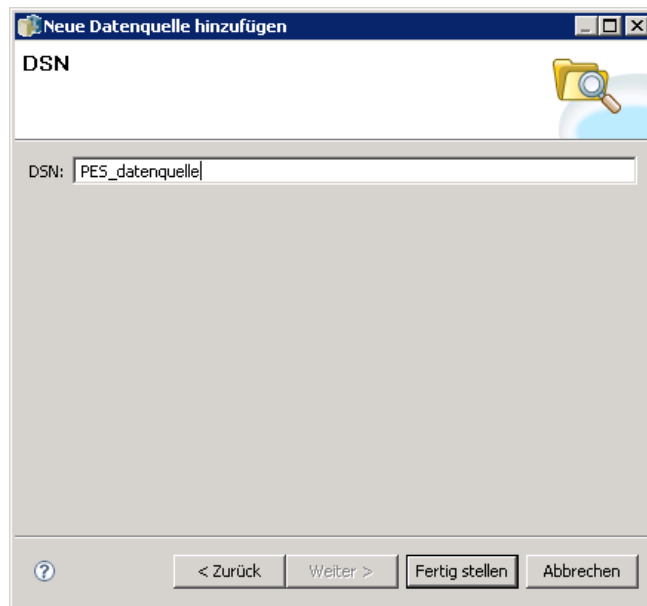 Neue Datenquelle hinzufügen
DSN
DSN: PES_datenquelle
? < Zurück Weiter > Fertig stellen Abbrechen